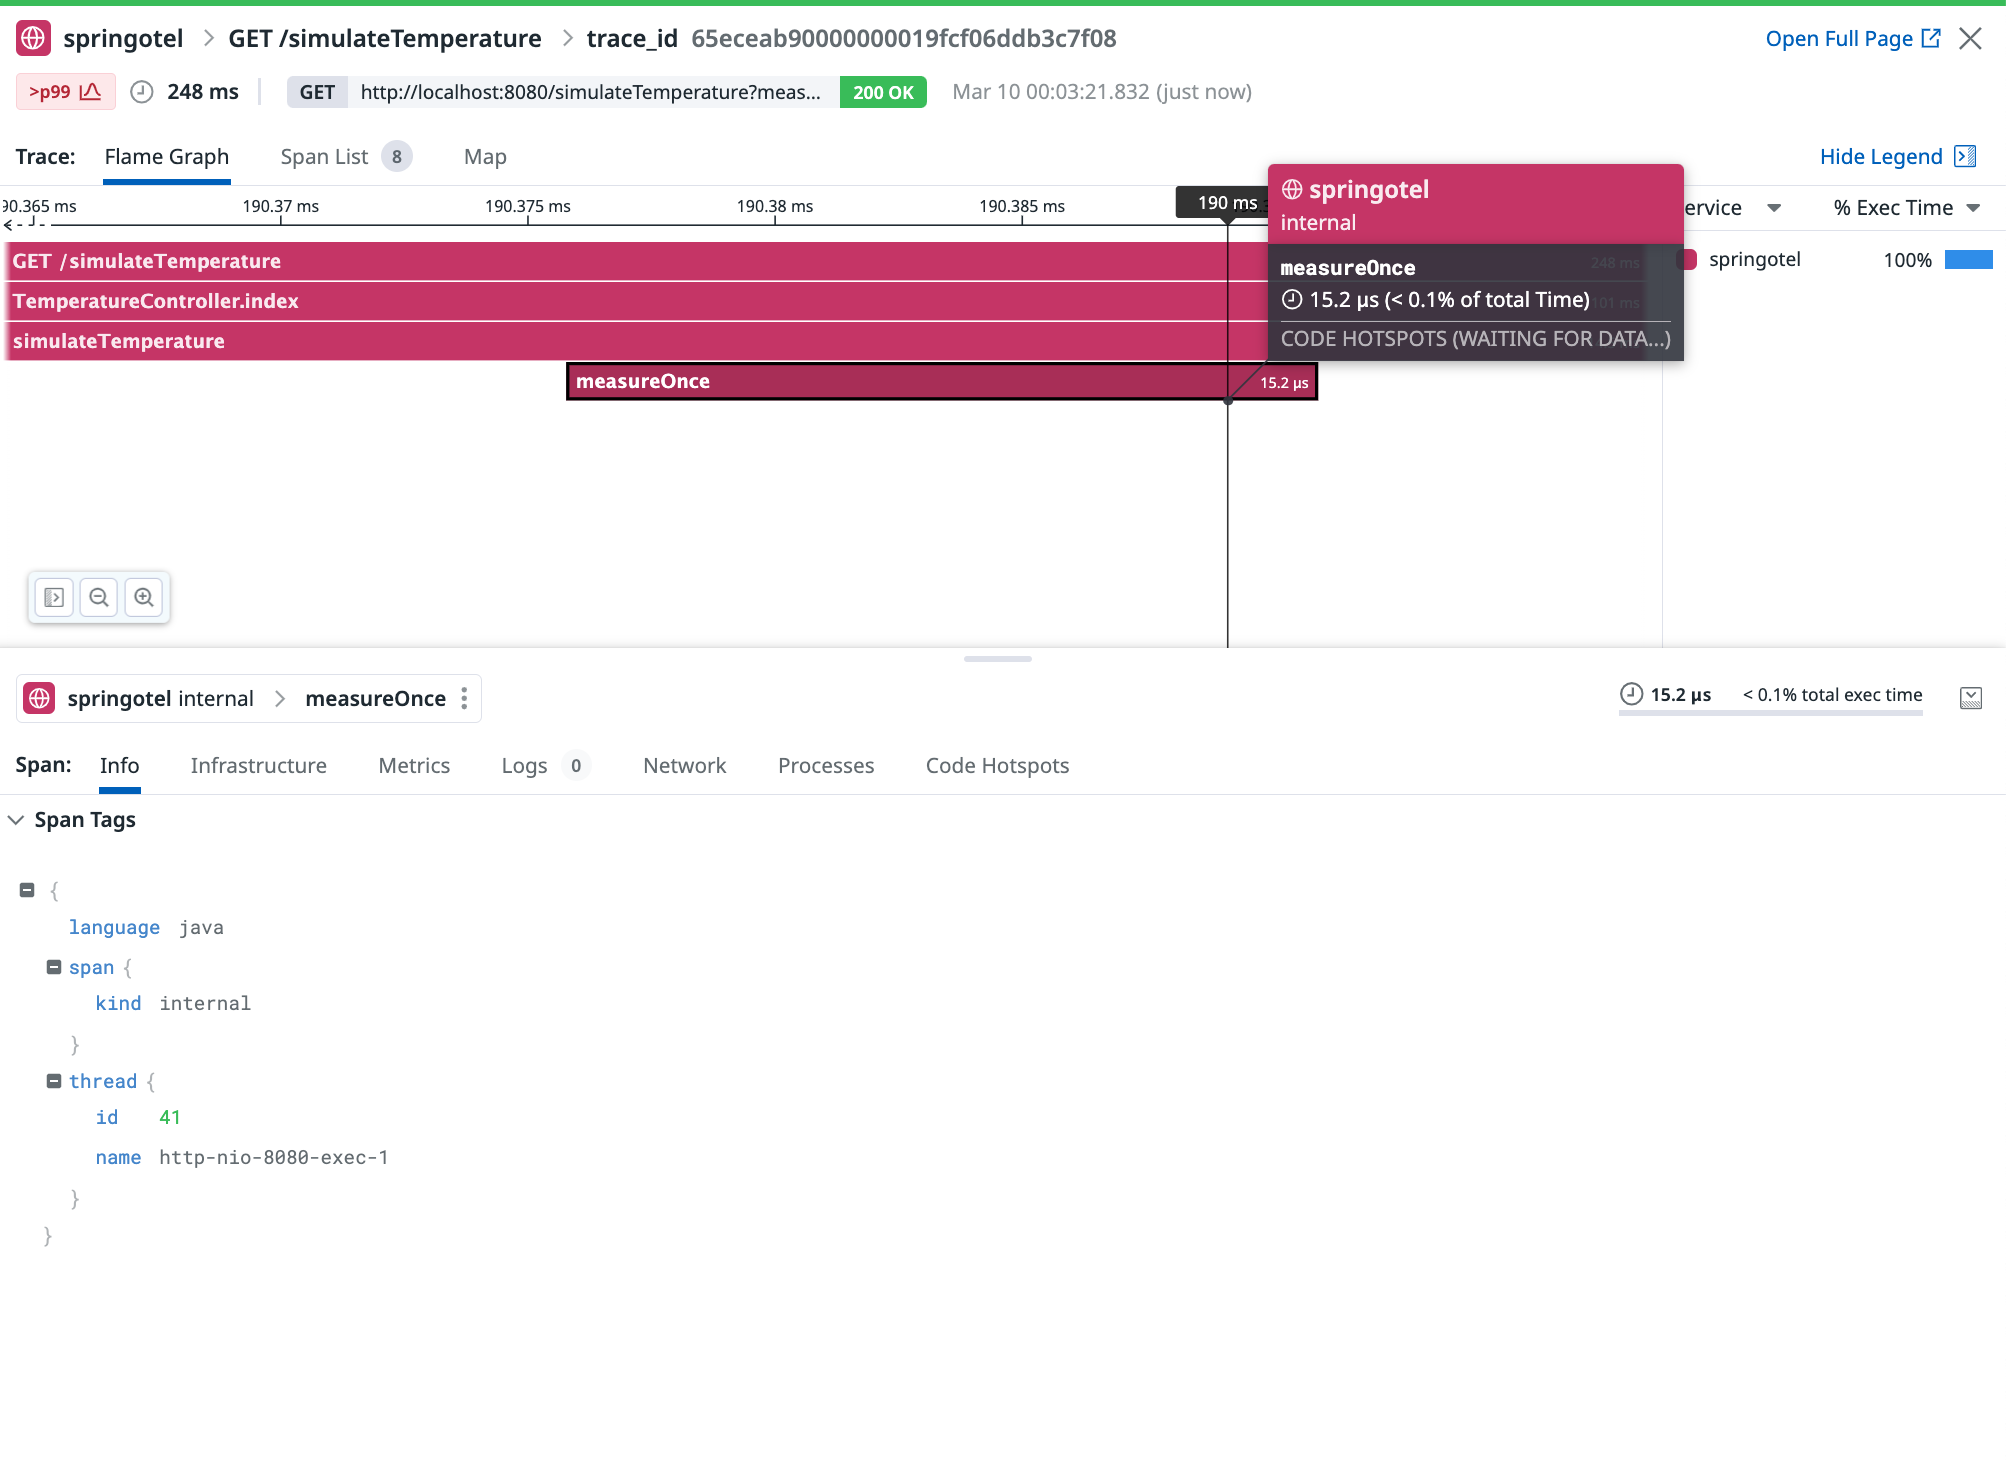 springotel > GET /simulateTemperature > trace_id 65eceab90000000019fcf06ddb3c7f08
Open Full Page
>p99 248 ms GET http://localhost:8080/simulateTemperature?meas... 200 OK Mar 10 00:03:21.832 (just now)
Trace: Flame Graph Span List 8 Map
Hide Legend
90.365 ms 190.37 ms 190.375 ms 190.38 ms 190.385 ms 190 ms
ervice % Exec Time
springotel
internal
measureOnce
15.2 µs (< 0.1% of total Time)
CODE HOTSPOTS (WAITING FOR DATA...)
GET /simulateTemperature 248 ms
springotel 100%
TemperatureController.index 101 ms
simulateTemperature
measureOnce 15.2 µs
springotel internal > measureOnce
15.2 µs < 0.1% total exec time
Span: Info Infrastructure Metrics Logs 0 Network Processes Code Hotspots
Span Tags
{
language java
span {
kind internal
}
thread {
id 41
name http-nio-8080-exec-1
}
}